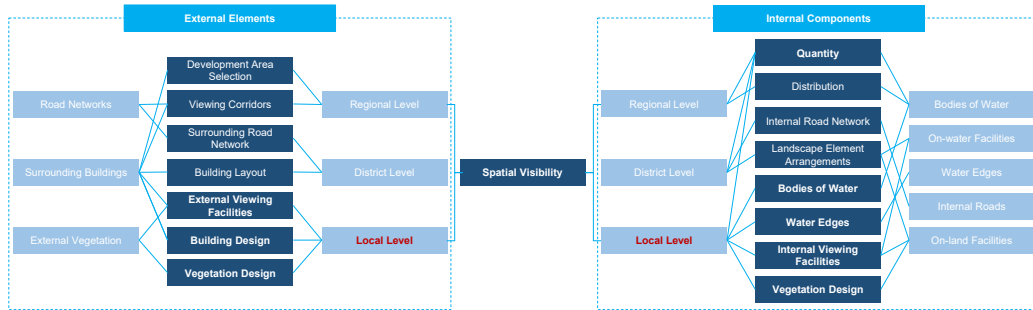 External Elements
Internal Components
Development Area
Selection
Road Networks
Viewing Corridors
Regional Level
Surrounding Road
Network
Surrounding Buildings
Building Layout
District Level
External Viewing
Facilities
External Vegetation
Building Design
Local Level
Vegetation Design
Spatial Visibility
Quantity
Regional Level
Distribution
Bodies of Water
Internal Road Network
On-water Facilities
Landscape Element
Arrangements
District Level
Water Edges
Bodies of Water
Internal Roads
Water Edges
Local Level
On-land Facilities
Internal Viewing
Facilities
Vegetation Design